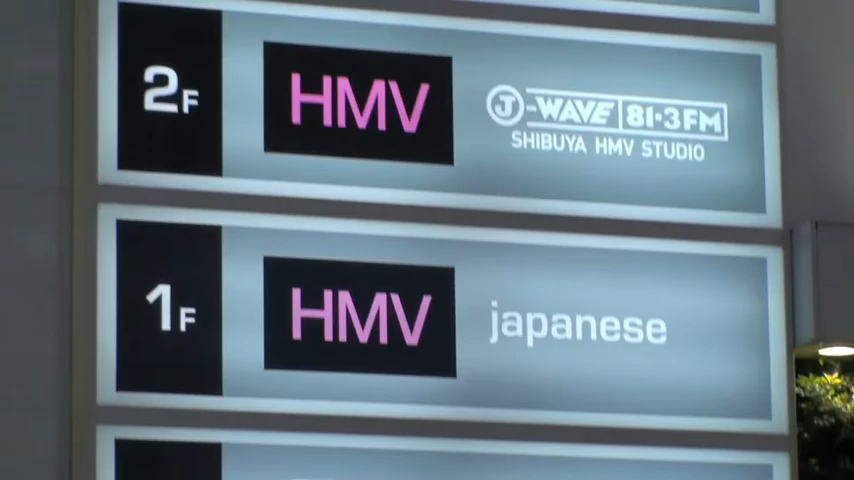 2F
HMV
J-WAVE 81.3FM
SHIBUYA HMV STUDIO
1F
HMV
japanese